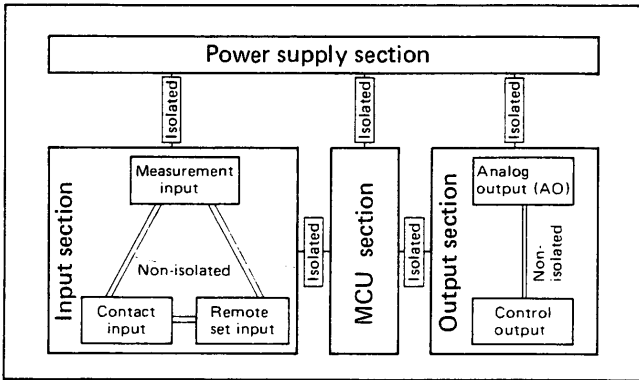 Power supply section
Isolated
Isolated
Isolated
Input section
Measurement
input
Non-isolated
Contact
input
Remote
set input
Isolated
MCU section
Isolated
Output section
Analog
output (AO)
Non-
isolated
Control
output